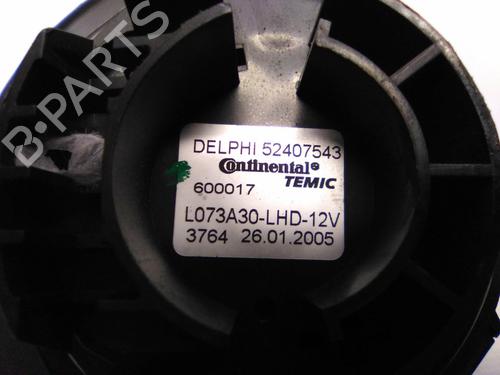 B-PARTS
DELPHI 52407543
Continental®
TEMIC
600017
L073A30-LHD-12V
3764 26.01.2005